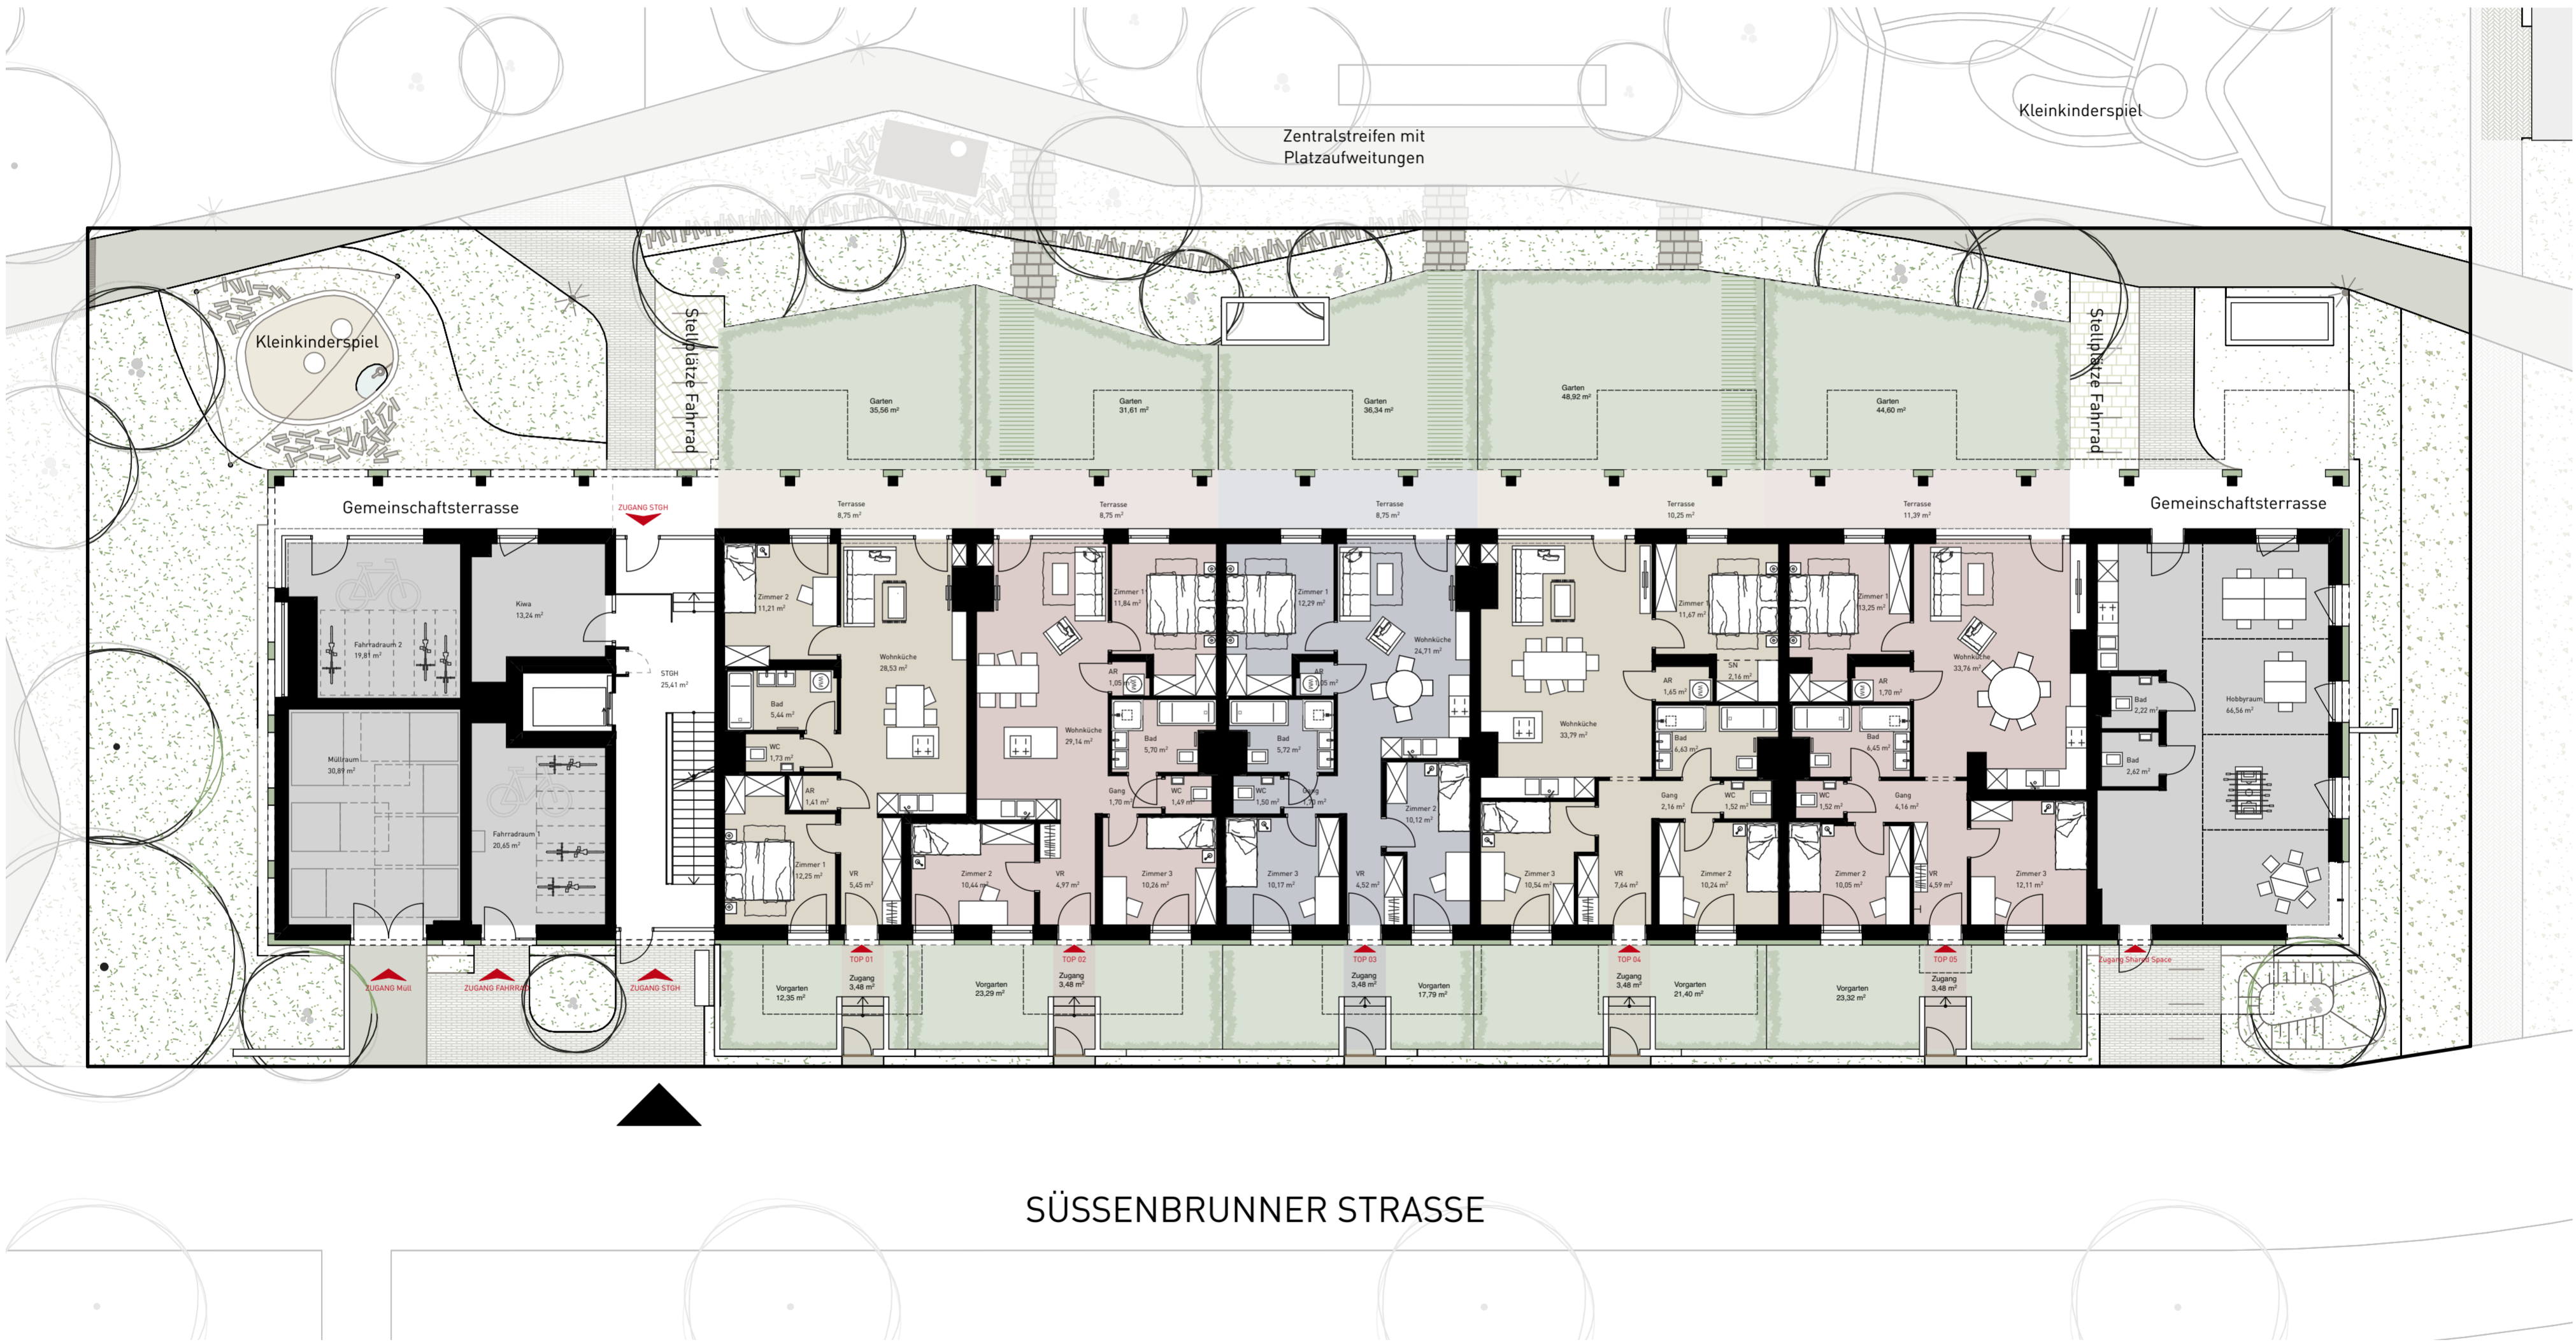 Kleinkinderspiel
Zentralstreifen mit
Platzaufweitungen
Kleinkinderspiel
Stellplätze Fahrrad
Stellplätze Fahrrad
Garten
35,56 m²
Garten
31,61 m²
Garten
36,34 m²
Garten
48,92 m²
Garten
44,60 m²
Gemeinschaftsterrasse
ZUGANG STGH
Terrasse
8,75 m²
Terrasse
8,75 m²
Terrasse
8,75 m²
Terrasse
10,25 m²
Terrasse
11,39 m²
Gemeinschaftsterrasse
Fahrradraum 2
19,81 m²
Kiwa
13,24 m²
STGH
25,41 m²
Müllraum
30,89 m²
Fahrradraum 1
20,65 m²
Zimmer 2
11,21 m²
Wohnküche
28,53 m²
Bad
5,44 m²
WC
1,73 m²
AR
1,41 m²
Zimmer 1
12,25 m²
VR
5,45 m²
Zimmer 1
11,84 m²
AR
1,05 m²
Wohnküche
29,14 m²
Bad
5,70 m²
Gang
1,70 m²
WC
1,49 m²
Zimmer 2
10,44 m²
VR
4,97 m²
Zimmer 3
10,26 m²
Zimmer 1
12,29 m²
Wohnküche
24,71 m²
AR
1,05 m²
Bad
5,72 m²
WC
1,50 m²
Gang
1,70 m²
Zimmer 2
10,12 m²
Zimmer 3
10,17 m²
VR
4,52 m²
Zimmer 1
11,67 m²
SN
2,16 m²
AR
1,65 m²
Wohnküche
33,79 m²
Bad
6,63 m²
Gang
2,16 m²
WC
1,52 m²
Zimmer 3
10,54 m²
VR
7,64 m²
Zimmer 2
10,24 m²
Zimmer 1
13,25 m²
Wohnküche
33,76 m²
AR
1,70 m²
Bad
6,45 m²
WC
1,52 m²
Gang
4,16 m²
Zimmer 2
10,05 m²
VR
4,59 m²
Zimmer 3
12,11 m²
Bad
2,22 m²
Bad
2,62 m²
Hobbyraum
66,56 m²
ZUGANG Müll
ZUGANG FAHRRAD
ZUGANG STGH
TOP 01
TOP 02
TOP 03
TOP 04
TOP 05
Zugang Shared Space
Vorgarten
12,35 m²
Zugang
3,48 m²
Vorgarten
23,29 m²
Zugang
3,48 m²
Zugang
3,48 m²
Vorgarten
17,79 m²
Zugang
3,48 m²
Vorgarten
21,40 m²
Vorgarten
23,32 m²
Zugang
3,48 m²
SÜSSENBRUNNER STRASSE